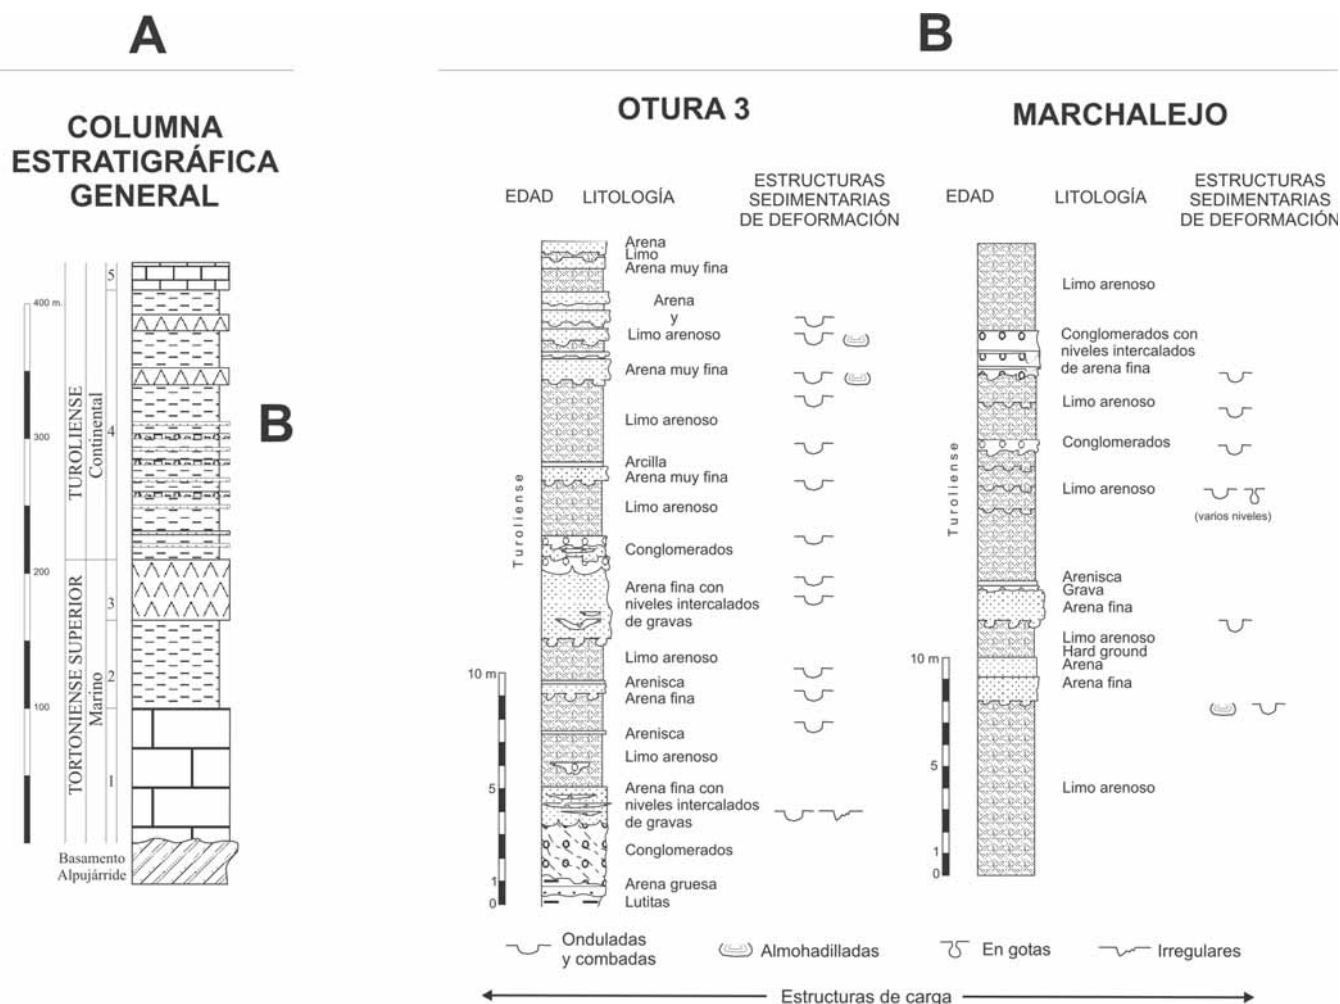 A
B
COLUMNA
ESTRATIGRÁFICA
GENERAL
400 m.
300
200
100
TUROLIENSE
TORTONIENSE SUPERIOR
Continental
Marino
5
4
3
2
1
B
Basamento
Alpujárride
OTURA 3
EDAD
LITOLOGÍA
ESTRUCTURAS
SEDIMENTARIAS
DE DEFORMACIÓN
Turoliense
Arena
Limo
Arena muy fina
Arena
y
Limo arenoso
Arena muy fina
Limo arenoso
Arcilla
Arena muy fina
Limo arenoso
Conglomerados
Arena fina con
niveles intercalados
de gravas
Limo arenoso
Arenisca
Arena fina
Arenisca
Limo arenoso
Arena fina con
niveles intercalados
de gravas
Conglomerados
Arena gruesa
Lutitas
10 m
5
1
0
MARCHALEJO
EDAD
LITOLOGÍA
ESTRUCTURAS
SEDIMENTARIAS
DE DEFORMACIÓN
Turoliense
Limo arenoso
Conglomerados con
niveles intercalados
de arena fina
Limo arenoso
Conglomerados
Limo arenoso
(varios niveles)
Arenisca
Grava
Arena fina
Limo arenoso
Hard ground
Arena
Arena fina
Limo arenoso
10 m
5
1
0
Onduladas
y combadas
Almohadilladas
En gotas
Irregulares
Estructuras de carga